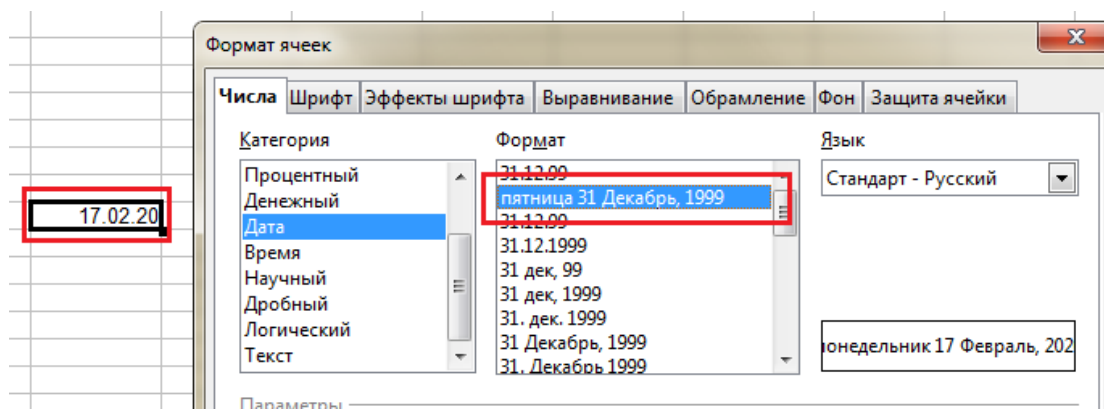 Формат ячеек
Числа Шрифт Эффекты шрифта Выравнивание Обрамление Фон Защита ячейки
Категория
Процентный
Денежный
Дата
Время
Научный
Дробный
Логический
Текст
Формат
31.12.99
пятница 31 Декабрь, 1999
31.12.99
31.12.1999
31 дек, 99
31 дек, 1999
31. дек. 1999
31 Декабрь, 1999
31. Декабрь 1999
Язык
Стандарт - Русский
17.02.20
онедельник 17 Февраль, 202
Параметры